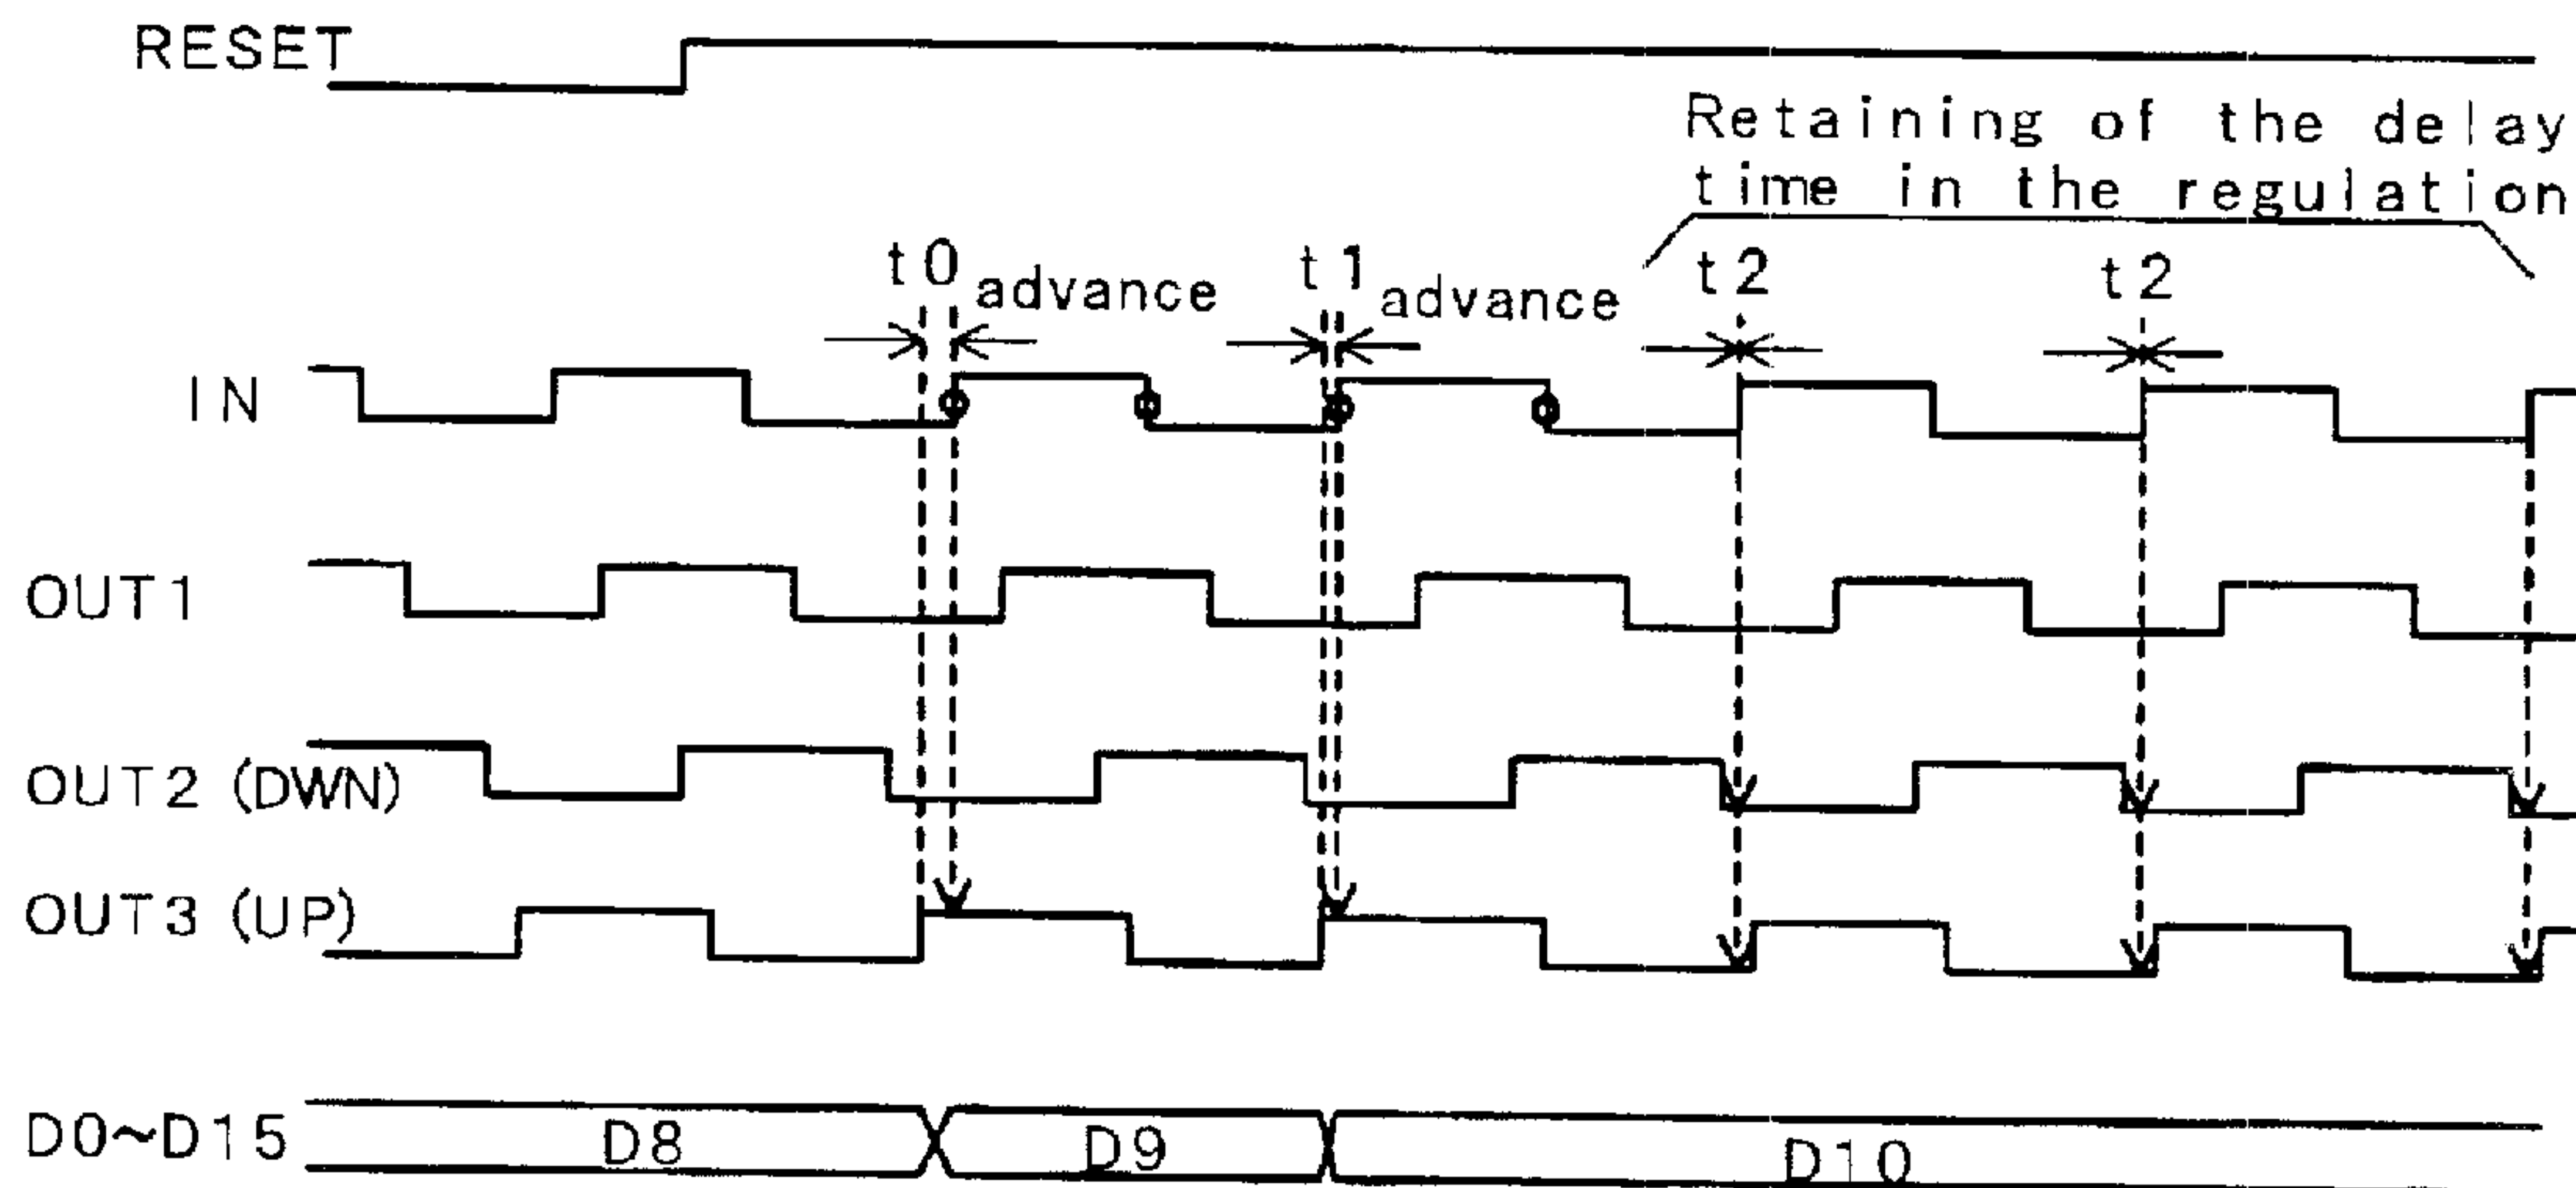 RESET
Retaining of the delay
time in the regulation
t0 advance t1 advance t2 t2
IN
OUT1
OUT2 (DWN)
OUT3 (UP)
D0~D15 D8 D9 D10